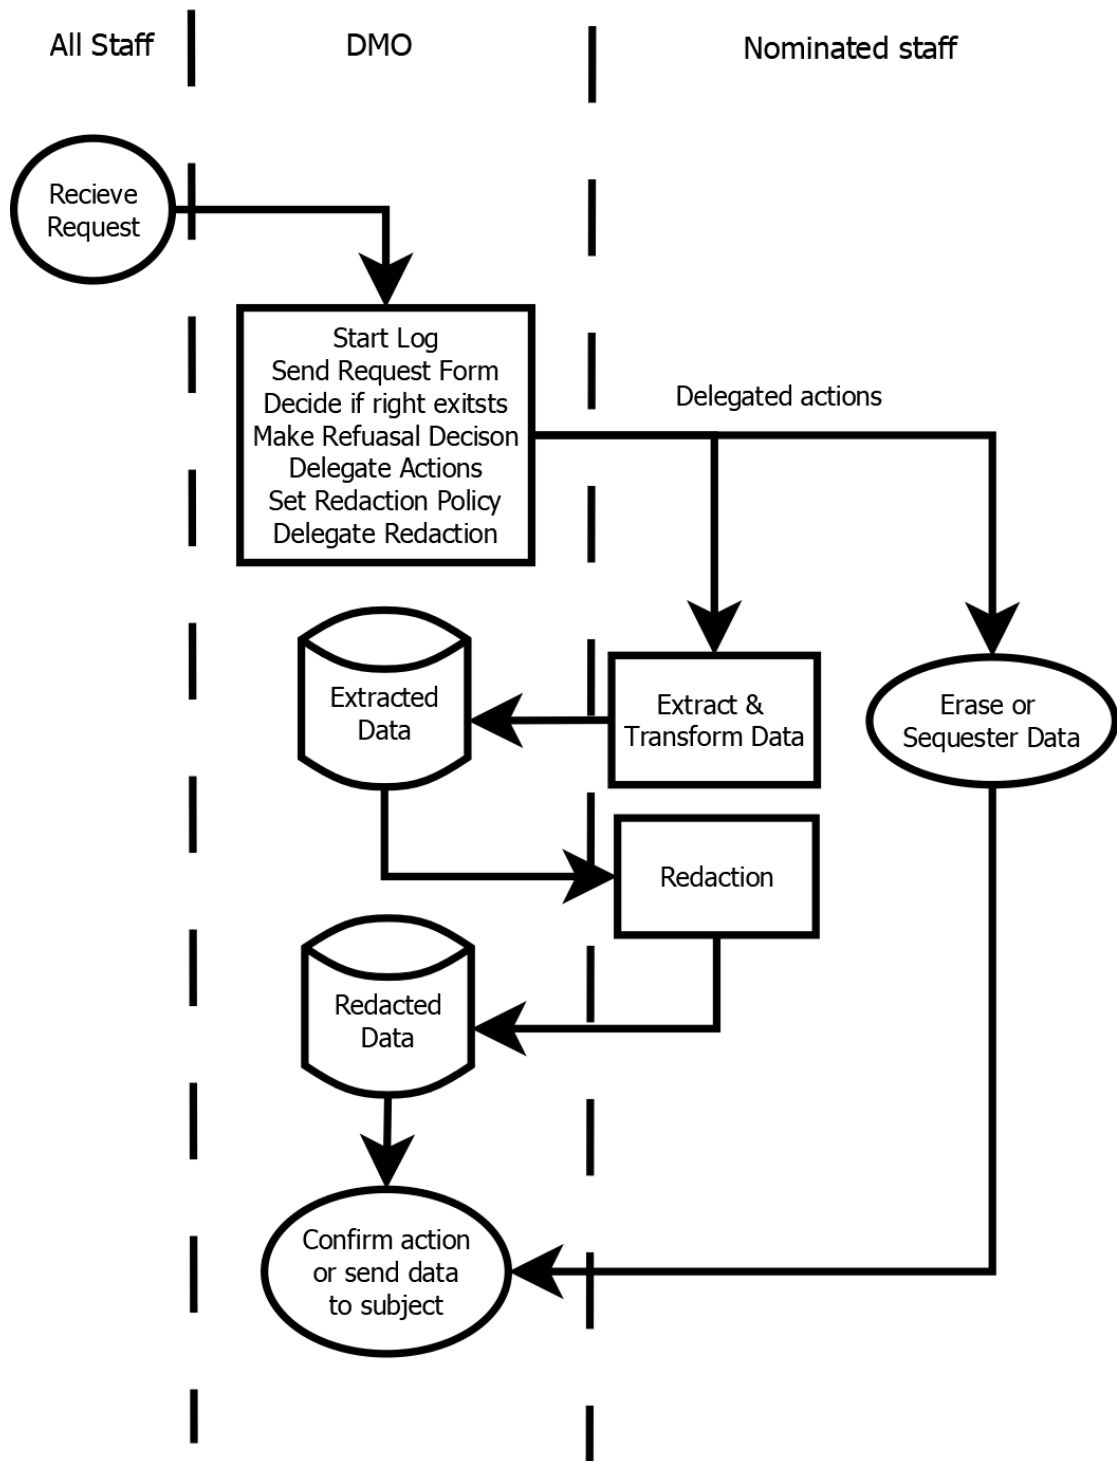 All Staff
DMO
Nominated staff
Recieve
Request
Start Log
Send Request Form
Decide if right exitsts
Make Refuasal Decison
Delegate Actions
Set Redaction Policy
Delegate Redaction
Delegated actions
Extracted
Data
Extract &
Transform Data
Erase or
Sequester Data
Redaction
Redacted
Data
Confirm action
or send data
to subject